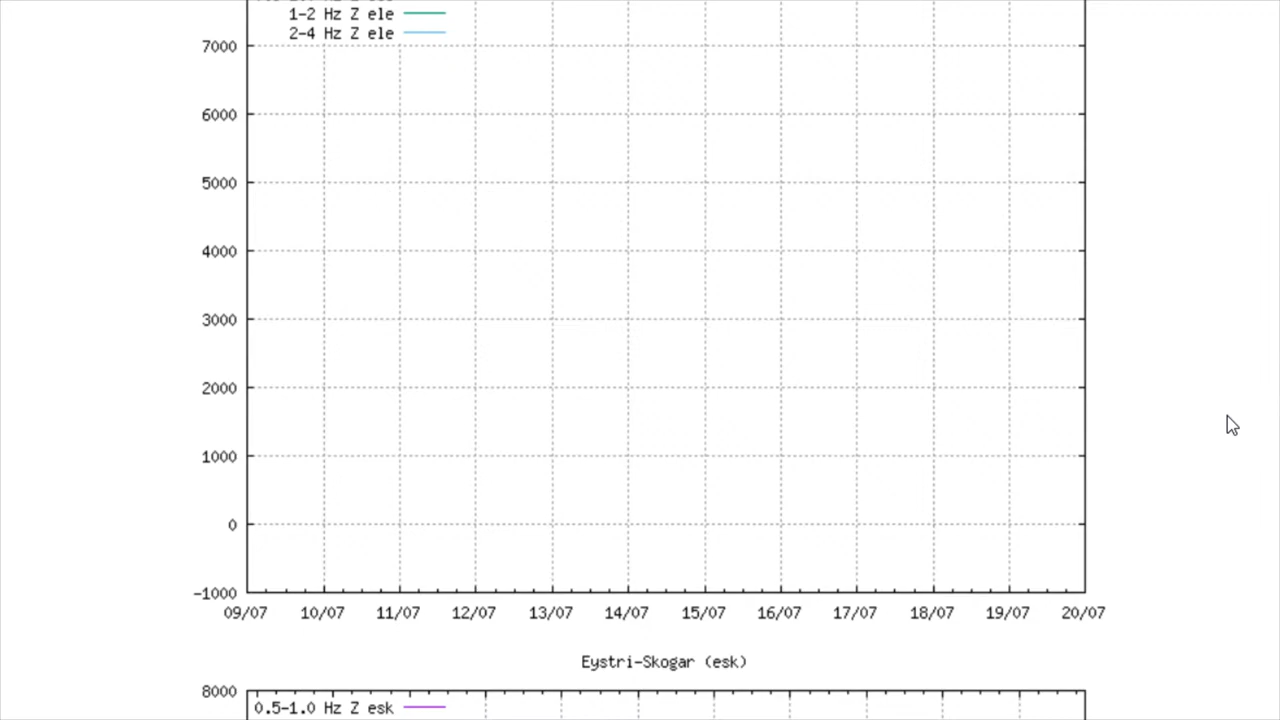 1-2 Hz Z ele
2-4 Hz Z ele
7000
6000
5000
4000
3000
2000
1000
0
-1000
09/07 10/07 11/07 12/07 13/07 14/07 15/07 16/07 17/07 18/07 19/07 20/07
Eystri-Skogar (esk)
8000
0.5-1.0 Hz Z esk